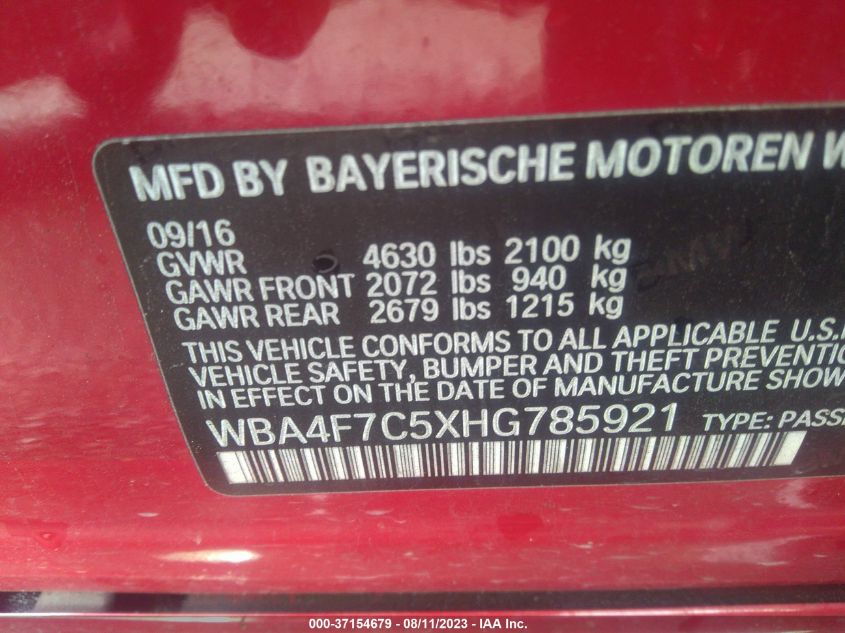 MFD BY BAYERISCHE MOTOREN W
09/16
GVWR 4630 lbs 2100 kg
GAWR FRONT 2072 lbs 940 kg
GAWR REAR 2679 lbs 1215 kg
THIS VEHICLE CONFORMS TO ALL APPLICABLE U.S.
VEHICLE SAFETY, BUMPER AND THEFT PREVENTIO
IN EFFECT ON THE DATE OF MANUFACTURE SHOW
WBA4F7C5XHG785921 TYPE: PASSE
000-37154679 - 08/11/2023 - IAA Inc.